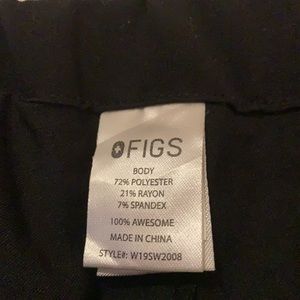 FIGS
BODY
72% POLYESTER
21% RAYON
7% SPANDEX
100% AWESOME
MADE IN CHINA
STYLE#: W19SW2008